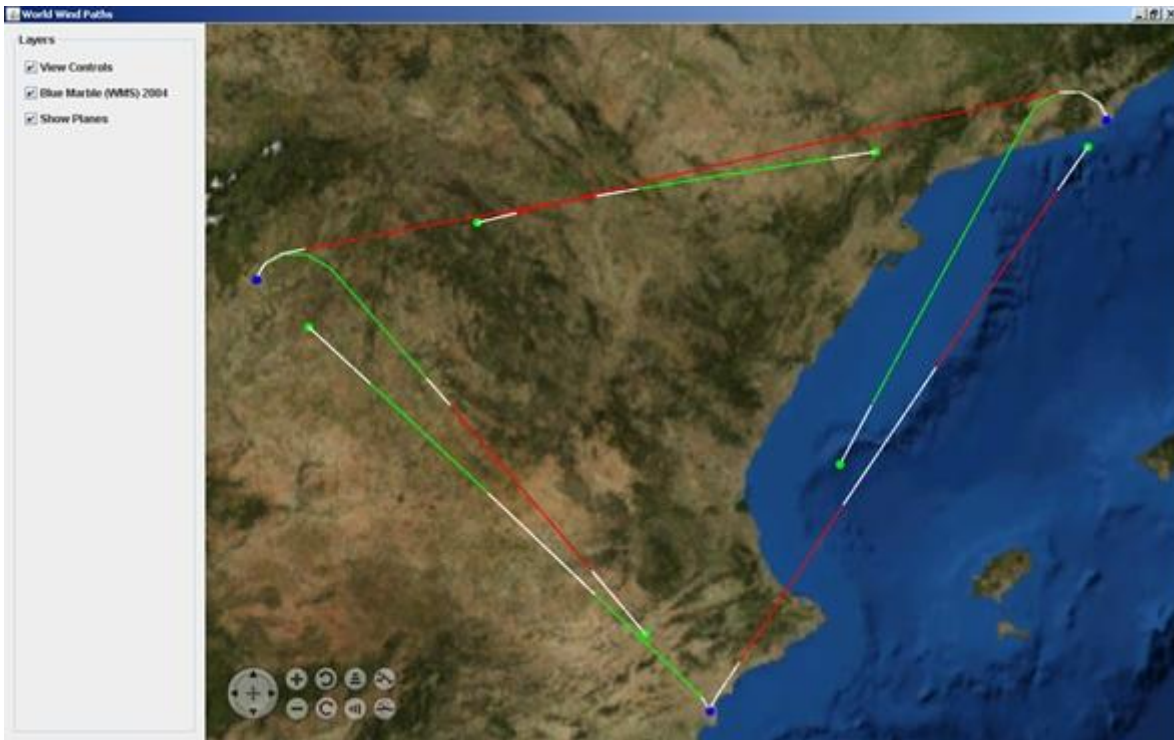 World Wind Paths
Layers
View Controls
Blue Marble (WMS) 2004
Show Planes